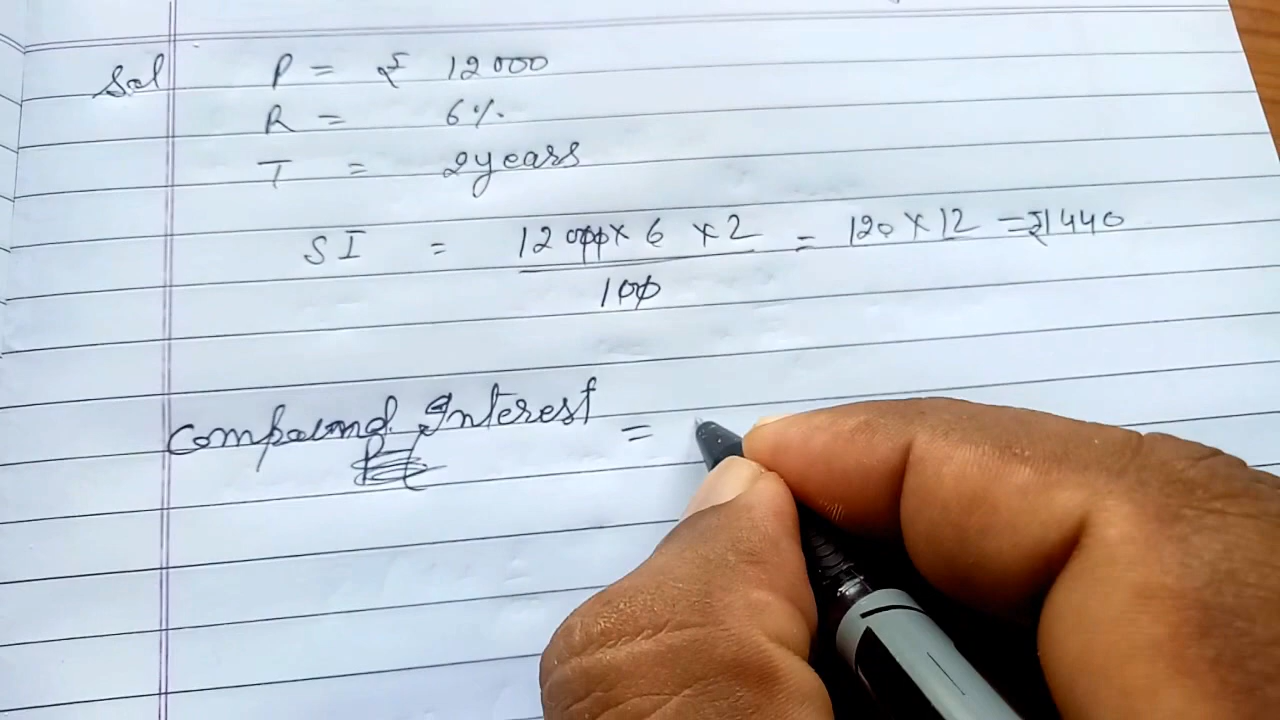 Sol P = ₹ 12000
R = 6%
T = 2 years
SI = 12000 × 6 × 2 / 100 = 120 × 12 = ₹1440
Compound Interest =